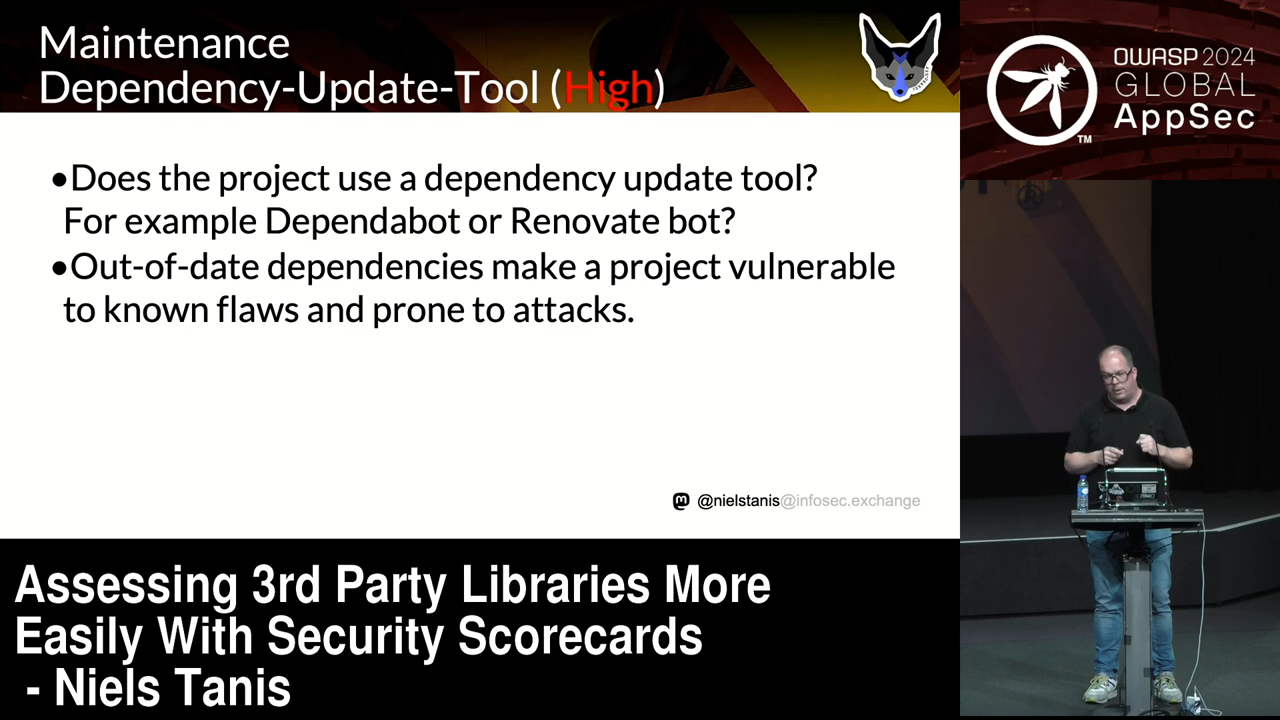 Maintenance
Dependency-Update-Tool (High)
•Does the project use a dependency update tool?
For example Dependabot or Renovate bot?
•Out-of-date dependencies make a project vulnerable
to known flaws and prone to attacks.
@nielstanis@infosec.exchange
Assessing 3rd Party Libraries More
Easily With Security Scorecards
- Niels Tanis
OWASP 2024
GLOBAL
AppSec
TM